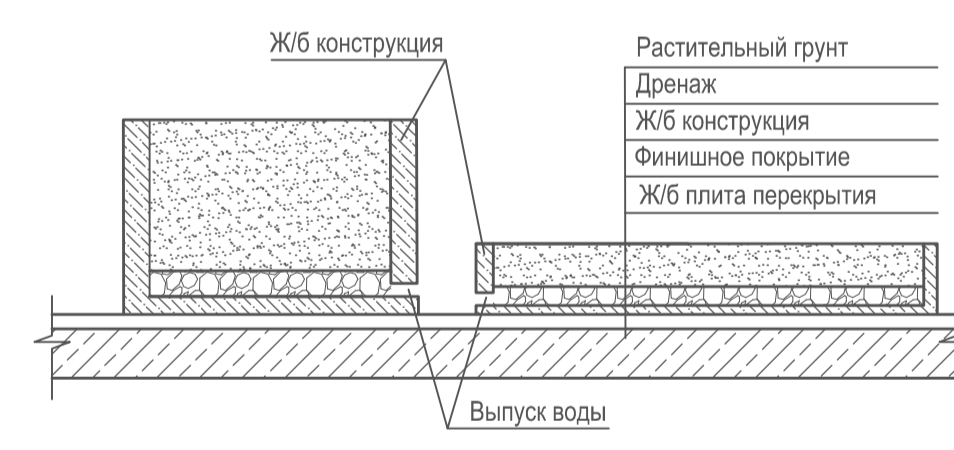 Ж/б конструкция
Растительный грунт
Дренаж
Ж/б конструкция
Финишное покрытие
Ж/б плита перекрытия
Выпуск воды